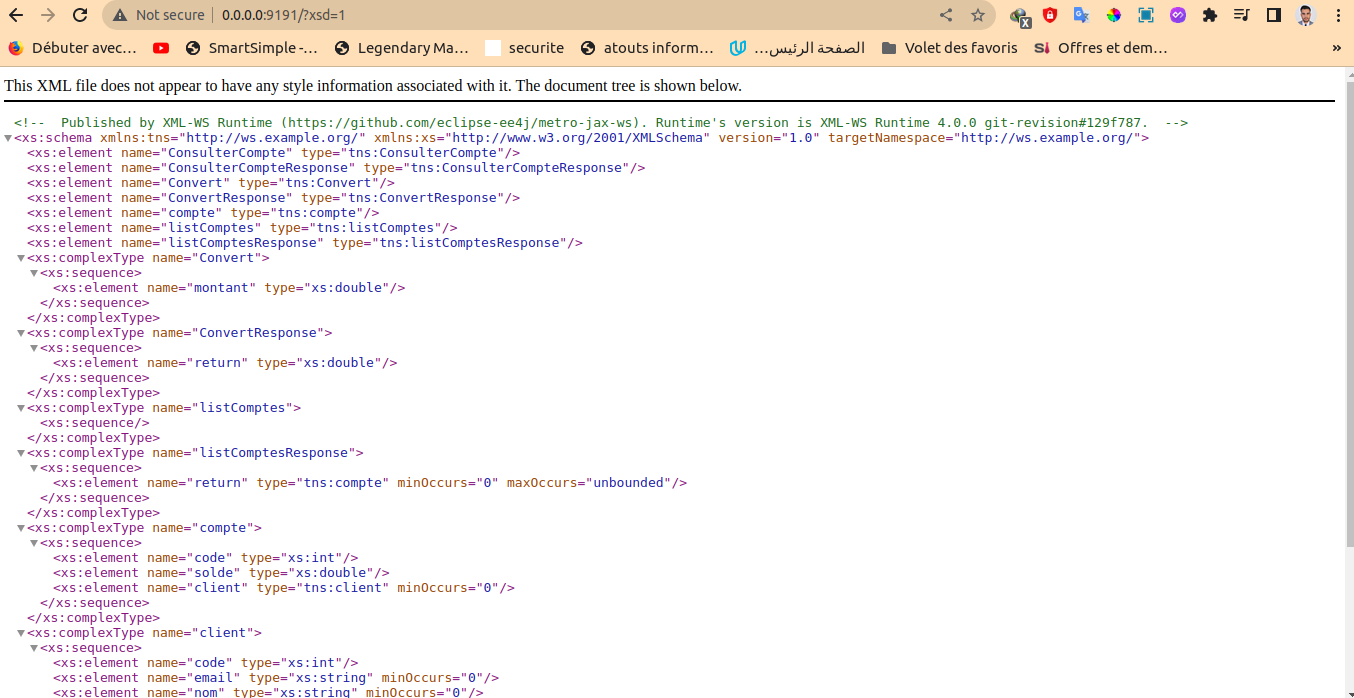 Not secure | 0.0.0.0:9191/?xsd=1
Débuter avec… SmartSimple -… Legendary Ma… securite atouts inform… الصفحة الرئيس… Volet des favoris Offres et dem… »
This XML file does not appear to have any style information associated with it. The document tree is shown below.
<!--  Published by XML-WS Runtime (https://github.com/eclipse-ee4j/metro-jax-ws). Runtime's version is XML-WS Runtime 4.0.0 git-revision#129f787.  -->
▼<xs:schema xmlns:tns="http://ws.example.org/" xmlns:xs="http://www.w3.org/2001/XMLSchema" version="1.0" targetNamespace="http://ws.example.org/">
<xs:element name="ConsulterCompte" type="tns:ConsulterCompte"/>
<xs:element name="ConsulterCompteResponse" type="tns:ConsulterCompteResponse"/>
<xs:element name="Convert" type="tns:Convert"/>
<xs:element name="ConvertResponse" type="tns:ConvertResponse"/>
<xs:element name="compte" type="tns:compte"/>
<xs:element name="listComptes" type="tns:listComptes"/>
<xs:element name="listComptesResponse" type="tns:listComptesResponse"/>
▼<xs:complexType name="Convert">
▼<xs:sequence>
<xs:element name="montant" type="xs:double"/>
</xs:sequence>
</xs:complexType>
▼<xs:complexType name="ConvertResponse">
▼<xs:sequence>
<xs:element name="return" type="xs:double"/>
</xs:sequence>
</xs:complexType>
▼<xs:complexType name="listComptes">
<xs:sequence/>
</xs:complexType>
▼<xs:complexType name="listComptesResponse">
▼<xs:sequence>
<xs:element name="return" type="tns:compte" minOccurs="0" maxOccurs="unbounded"/>
</xs:sequence>
</xs:complexType>
▼<xs:complexType name="compte">
▼<xs:sequence>
<xs:element name="code" type="xs:int"/>
<xs:element name="solde" type="xs:double"/>
<xs:element name="client" type="tns:client" minOccurs="0"/>
</xs:sequence>
</xs:complexType>
▼<xs:complexType name="client">
▼<xs:sequence>
<xs:element name="code" type="xs:int"/>
<xs:element name="email" type="xs:string" minOccurs="0"/>
<xs:element name="nom" type="xs:string" minOccurs="0"/>